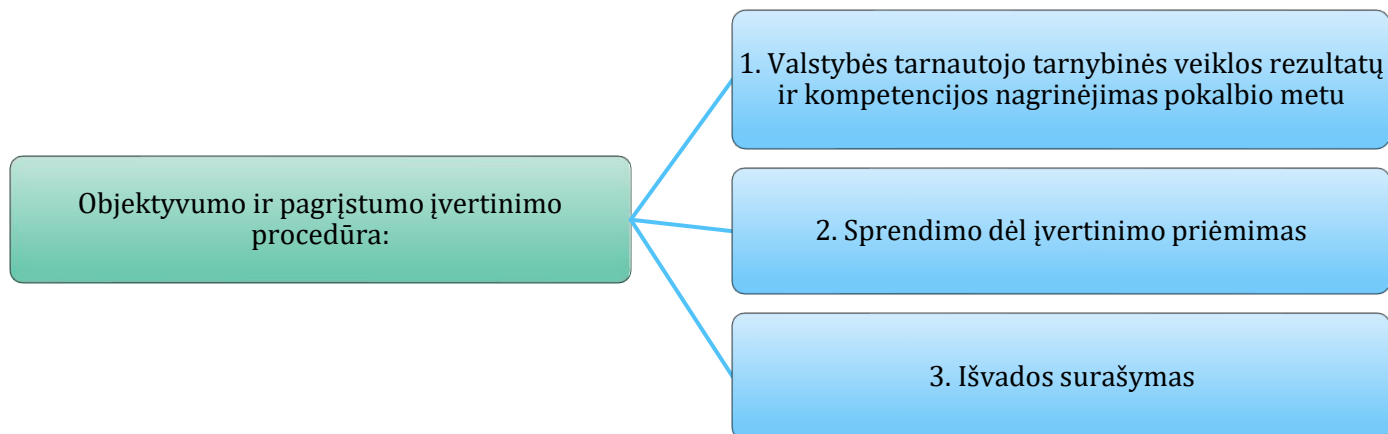 Objektyvumo ir pagrįstumo įvertinimo
procedūra:
1. Valstybės tarnautojo tarnybinės veiklos rezultatų
ir kompetencijos nagrinėjimas pokalbio metu
2. Sprendimo dėl įvertinimo priėmimas
3. Išvados surašymas